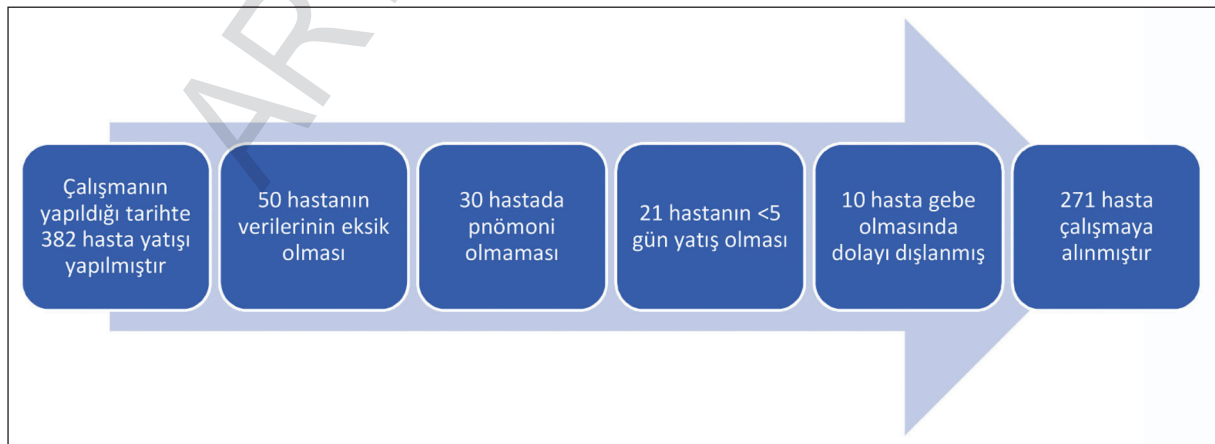 AR
Çalışmanın
yapıldığı tarihte
382 hasta yatışı
yapılmıştır
50 hastanın
verilerinin eksik
olması
30 hastada
pnömoni
olmaması
21 hastanın <5
gün yatış olması
10 hasta gebe
olmasında
dolayı dışlanmış
271 hasta
çalışmaya
alınmıştır